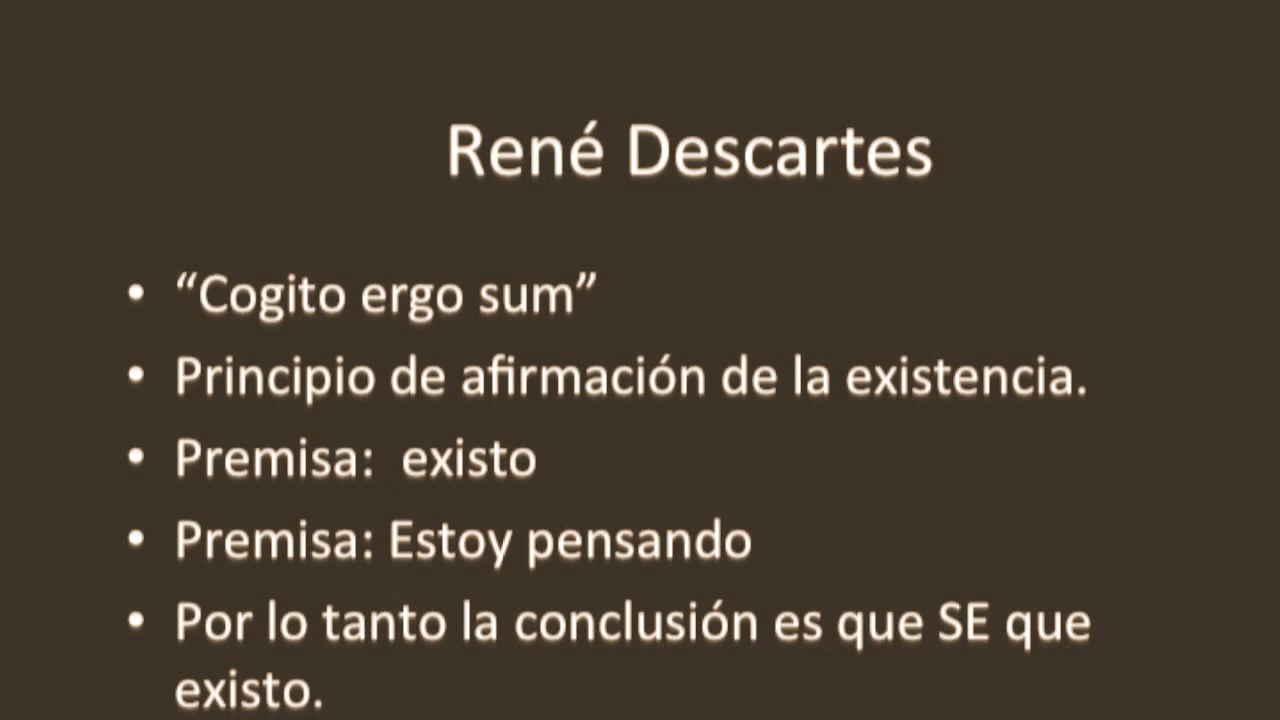 René Descartes
• “Cogito ergo sum”
• Principio de afirmación de la existencia.
• Premisa:  existo
• Premisa: Estoy pensando
• Por lo tanto la conclusión es que SE que
existo.